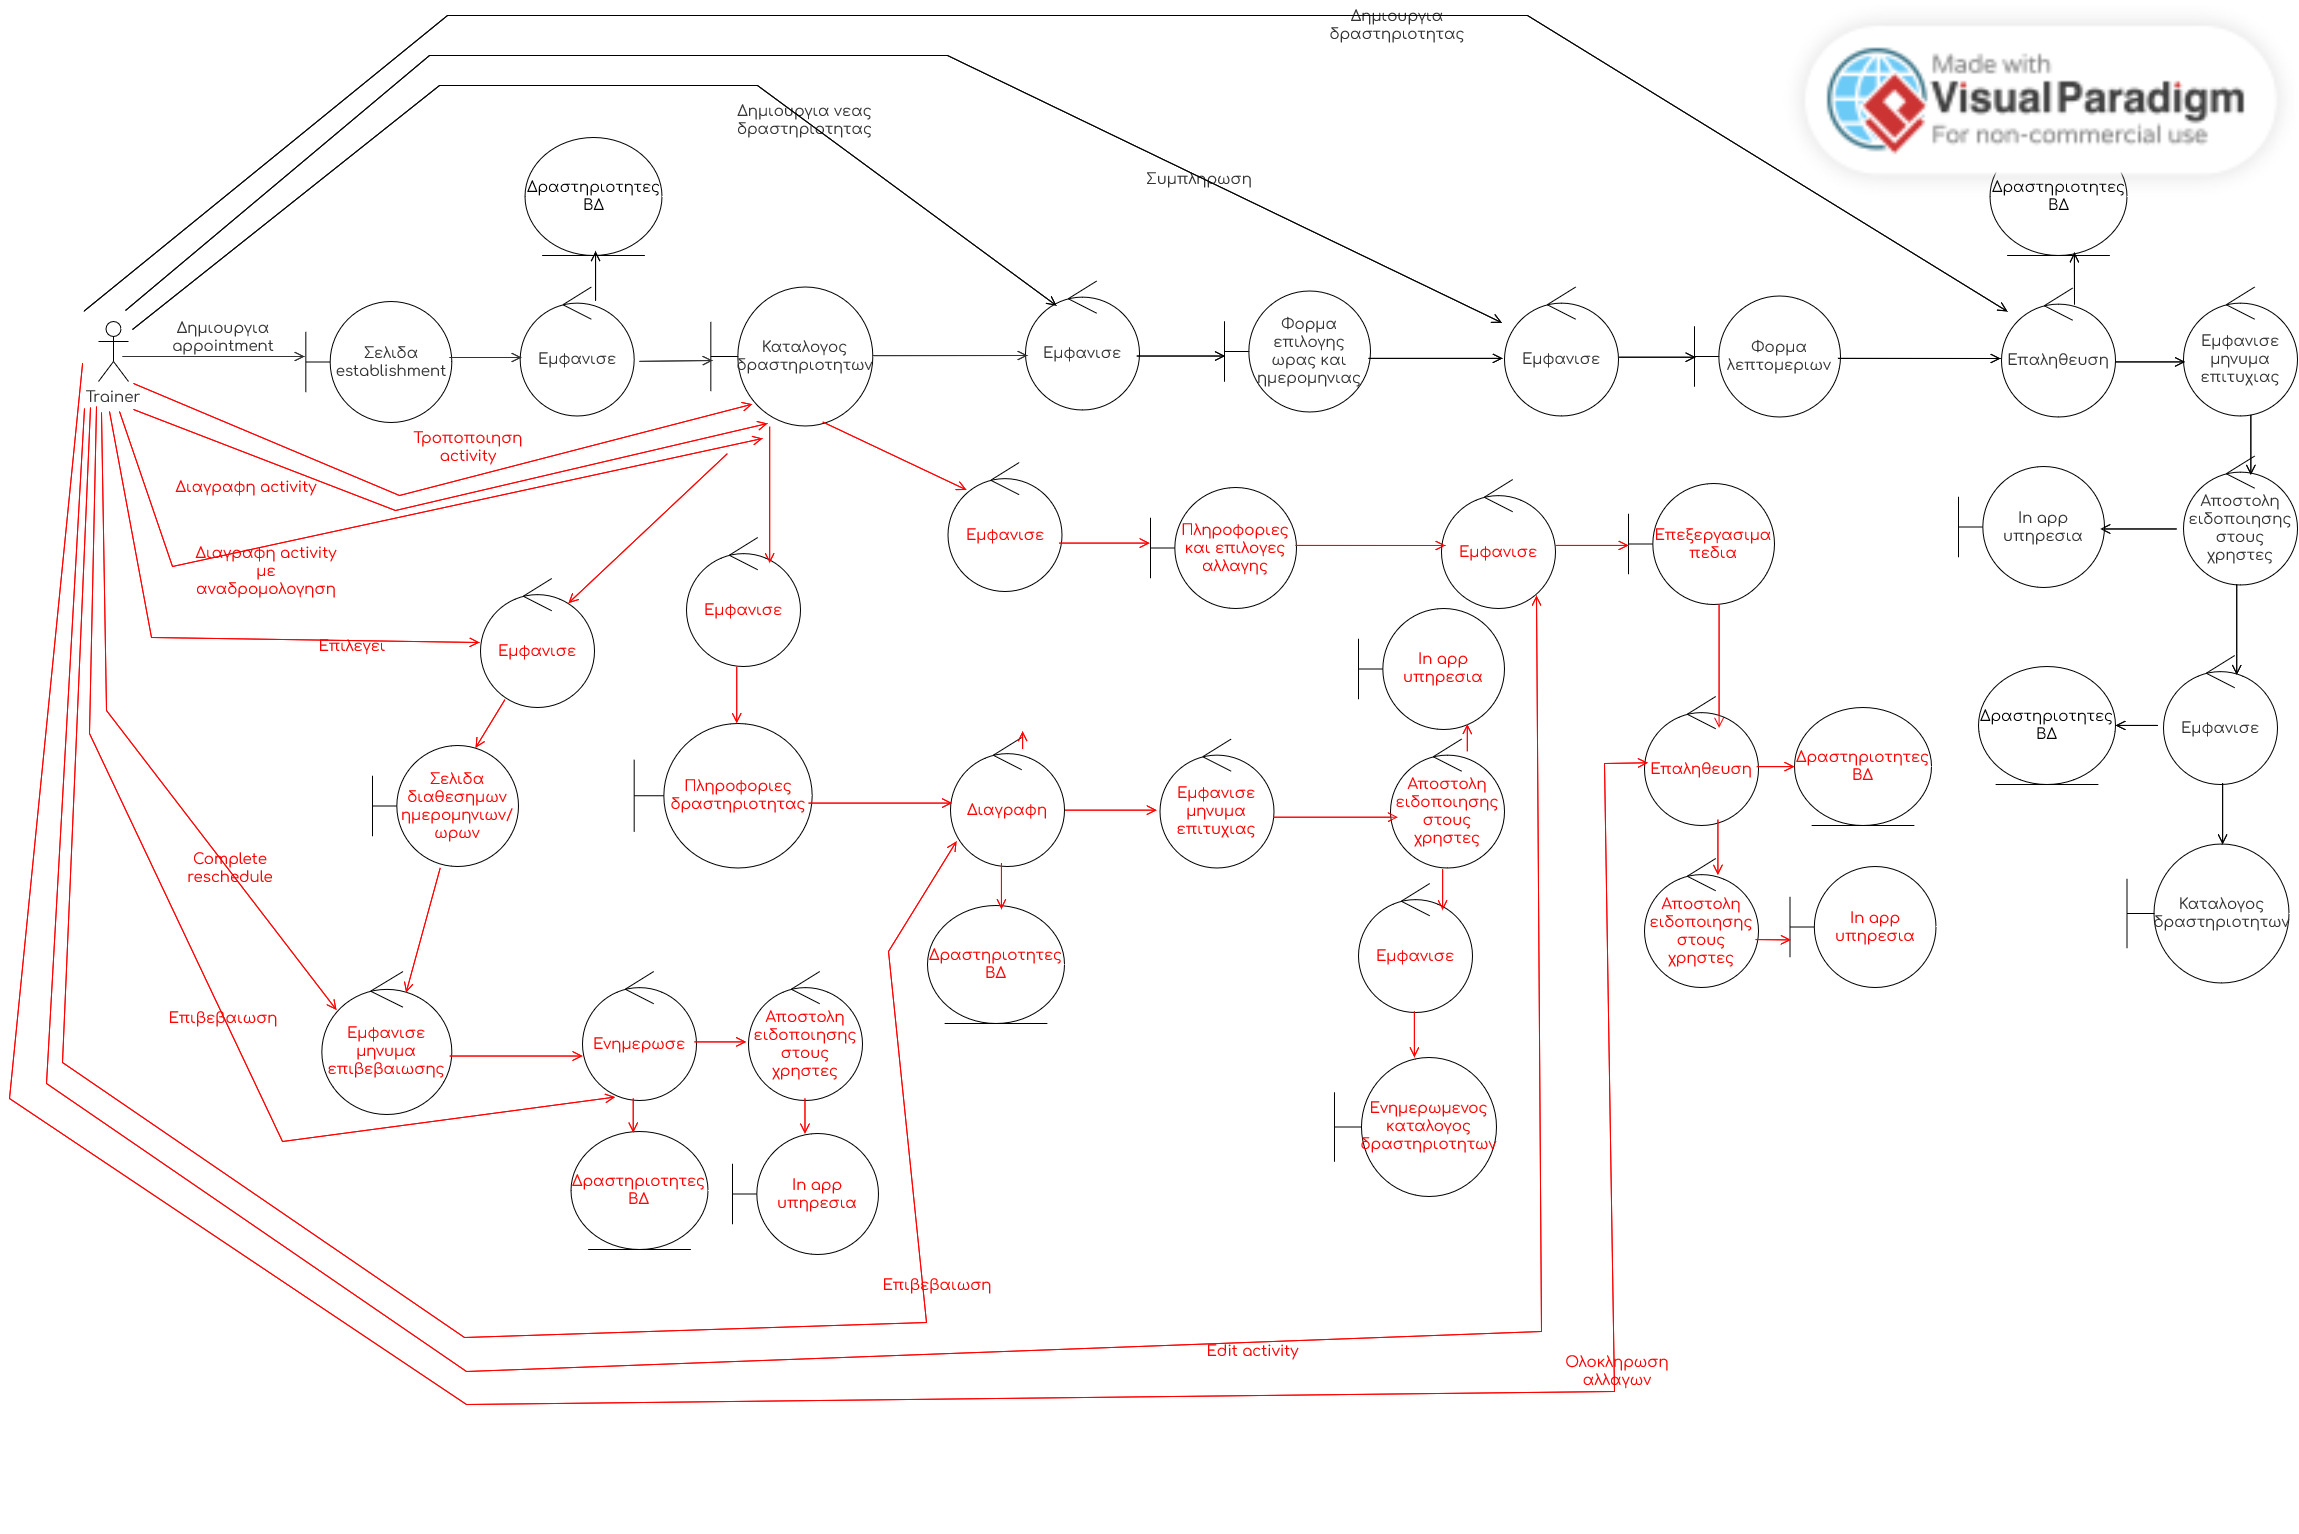 Δημιουργια
δραστηριοτητας
Made with
Visual Paradigm
For non-commercial use
Δημιουργια νεας
δραστηριοτητας
Συμπληρωση
Δραστηριοτητες
ΒΔ
Δραστηριοτητες
ΒΔ
Trainer
Δημιουργια
appointment
Σελιδα
establishment
Εμφανισε
Καταλογος
δραστηριοτητων
Εμφανισε
Φορμα
επιλογης
ωρας και
ημερομηνιας
Εμφανισε
Φορμα
λεπτομεριων
Επαληθευση
Εμφανισε
μηνυμα
επιτυχιας
Τροποποιηση
activity
Διαγραφη activity
Διαγραφη activity
με
αναδρομολογηση
Επιλεγει
Εμφανισε
Εμφανισε
Εμφανισε
Πληροφοριες
και επιλογες
αλλαγης
Εμφανισε
Επεξεργασιμα
πεδια
In app
υπηρεσια
Αποστολη
ειδοποιησης
στους
χρηστες
In app
υπηρεσια
Δραστηριοτητες
ΒΔ
Εμφανισε
Σελιδα
διαθεσημων
ημερομηνιων/
ωρων
Πληροφοριες
δραστηριοτητας
Διαγραφη
Εμφανισε
μηνυμα
επιτυχιας
Αποστολη
ειδοποιησης
στους
χρηστες
Επαληθευση
Δραστηριοτητες
ΒΔ
Complete
reschedule
Δραστηριοτητες
ΒΔ
Εμφανισε
Αποστολη
ειδοποιησης
στους
χρηστες
In app
υπηρεσια
Καταλογος
δραστηριοτητων
Επιβεβαιωση
Εμφανισε
μηνυμα
επιβεβαιωσης
Ενημερωσε
Αποστολη
ειδοποιησης
στους
χρηστες
Ενημερωμενος
καταλογος
δραστηριοτητων
Δραστηριοτητες
ΒΔ
In app
υπηρεσια
Επιβεβαιωση
Edit activity
Ολοκληρωση
αλλαγων